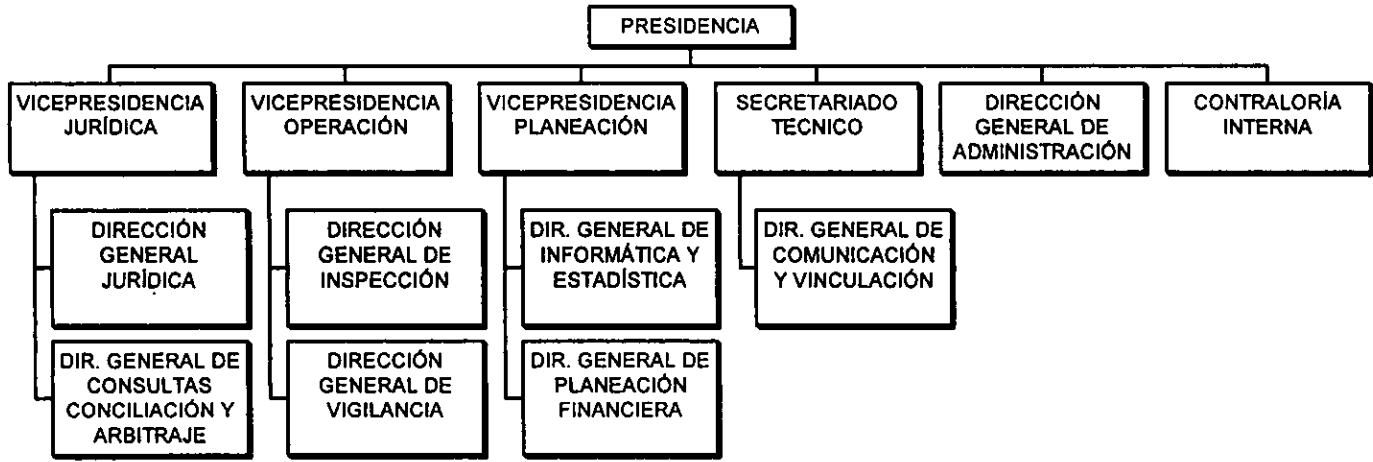 PRESIDENCIA
VICEPRESIDENCIA
JURÍDICA
VICEPRESIDENCIA
OPERACIÓN
VICEPRESIDENCIA
PLANEACIÓN
SECRETARIADO
TECNICO
DIRECCIÓN
GENERAL DE
ADMINISTRACIÓN
CONTRALORÍA
INTERNA
DIRECCIÓN
GENERAL
JURÍDICA
DIRECCIÓN
GENERAL DE
INSPECCIÓN
DIR. GENERAL DE
INFORMÁTICA Y
ESTADÍSTICA
DIR. GENERAL DE
COMUNICACIÓN
Y VINCULACIÓN
DIR. GENERAL DE
CONSULTAS
CONCILIACIÓN Y
ARBITRAJE
DIRECCIÓN
GENERAL DE
VIGILANCIA
DIR. GENERAL DE
PLANEACIÓN
FINANCIERA